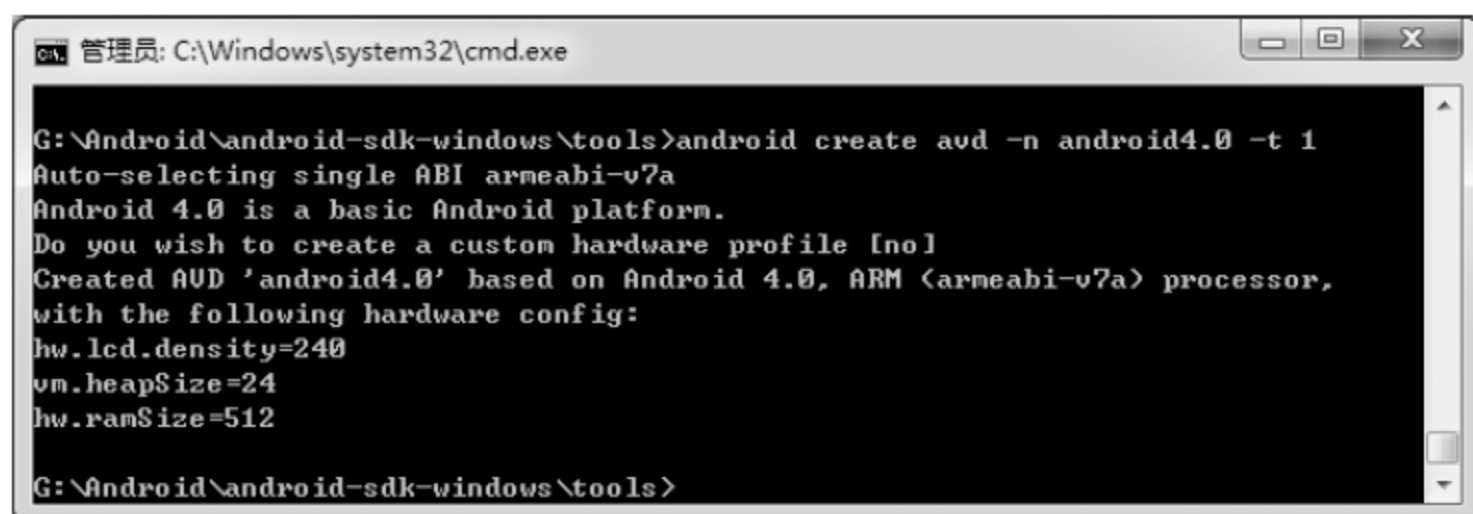 管理员: C:\Windows\system32\cmd.exe
G:\Android\android-sdk-windows\tools>android create avd -n android4.0 -t 1
Auto-selecting single ABI armeabi-v7a
Android 4.0 is a basic Android platform.
Do you wish to create a custom hardware profile [no]
Created AVD 'android4.0' based on Android 4.0, ARM (armeabi-v7a) processor,
with the following hardware config:
hw.lcd.density=240
vm.heapSize=24
hw.ramSize=512
G:\Android\android-sdk-windows\tools>